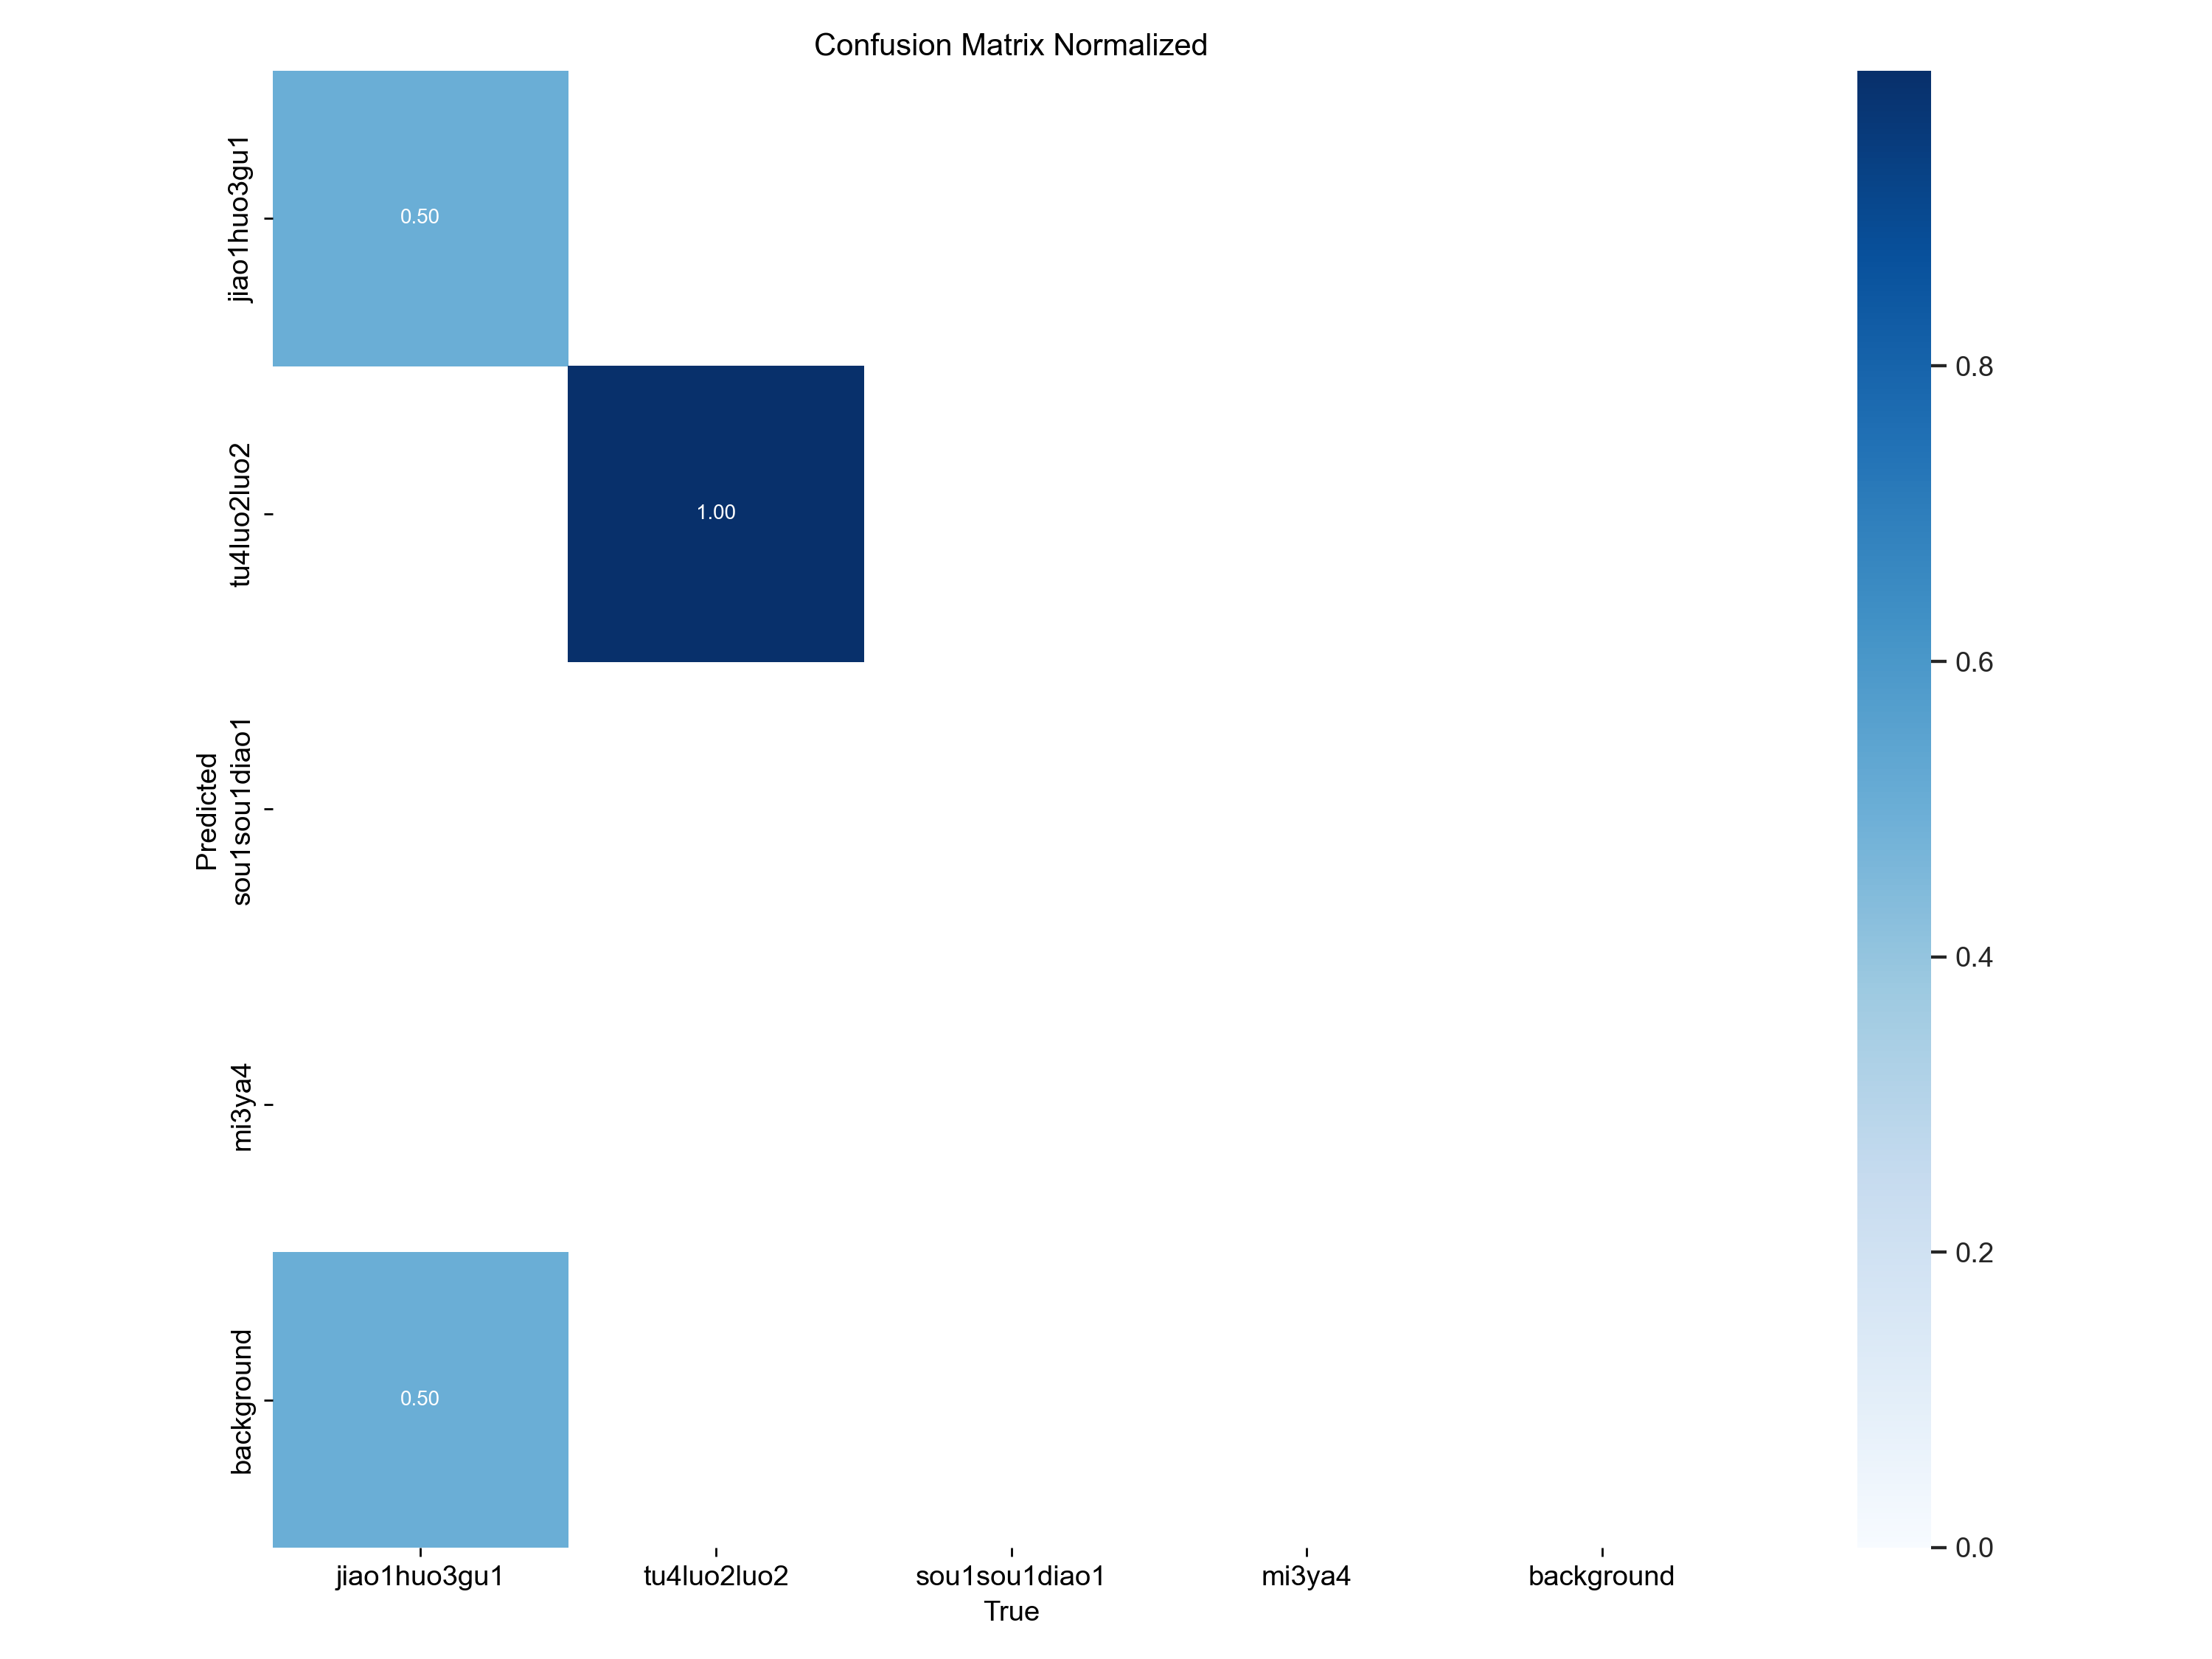 Confusion Matrix Normalized
jiao1huo3gu1
tu4luo2luo2
sou1sou1diao1
mi3ya4
background
Predicted
0.50
1.00
0.50
jiao1huo3gu1 tu4luo2luo2 sou1sou1diao1 mi3ya4 background
True
0.8
0.6
0.4
0.2
0.0